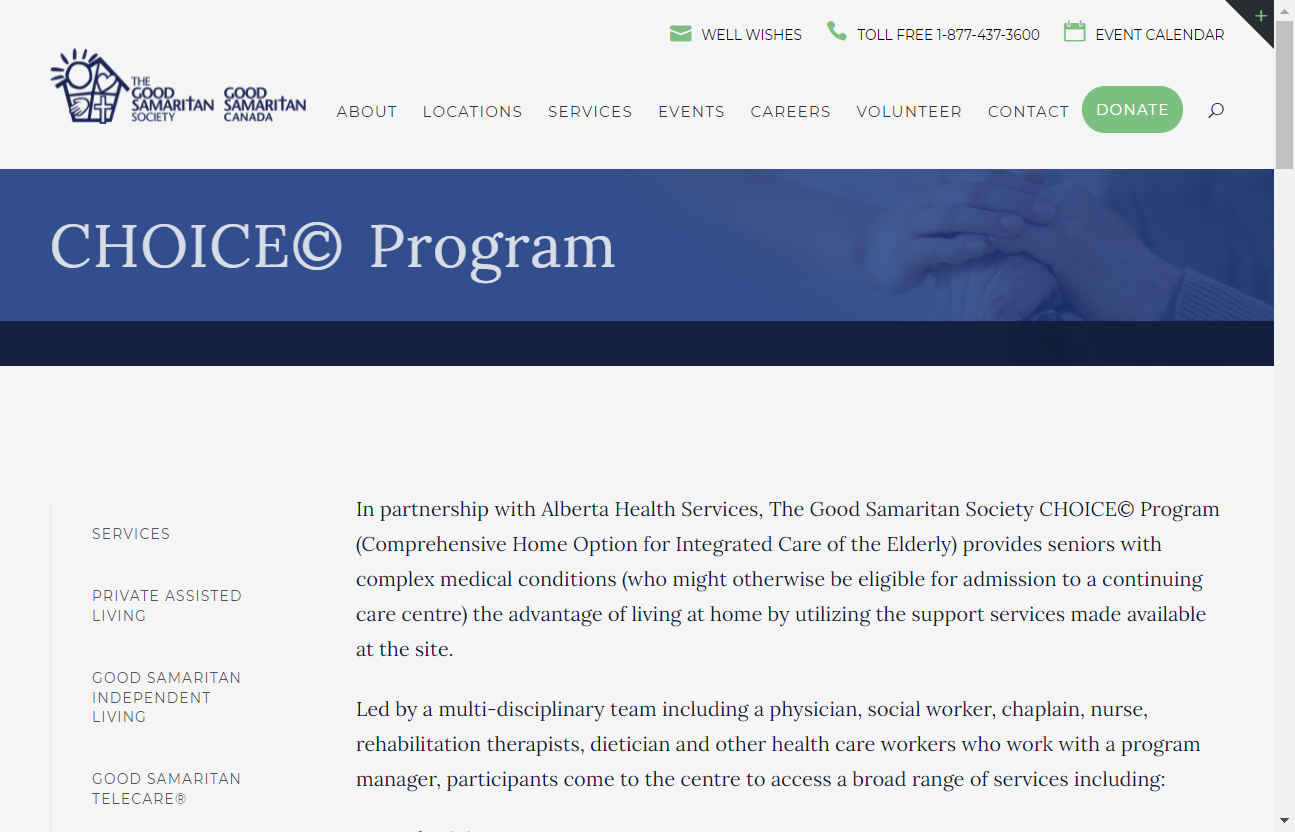 WELL WISHES
TOLL FREE 1-877-437-3600
EVENT CALENDAR
+
THE GOOD SAMARITAN SOCIETY
GOOD SAMARITAN CANADA
ABOUT
LOCATIONS
SERVICES
EVENTS
CAREERS
VOLUNTEER
CONTACT
DONATE
CHOICE© Program
SERVICES
PRIVATE ASSISTED
LIVING
GOOD SAMARITAN
INDEPENDENT
LIVING
GOOD SAMARITAN
TELECARE®
In partnership with Alberta Health Services, The Good Samaritan Society CHOICE© Program
(Comprehensive Home Option for Integrated Care of the Elderly) provides seniors with
complex medical conditions (who might otherwise be eligible for admission to a continuing
care centre) the advantage of living at home by utilizing the support services made available
at the site.
Led by a multi-disciplinary team including a physician, social worker, chaplain, nurse,
rehabilitation therapists, dietician and other health care workers who work with a program
manager, participants come to the centre to access a broad range of services including: